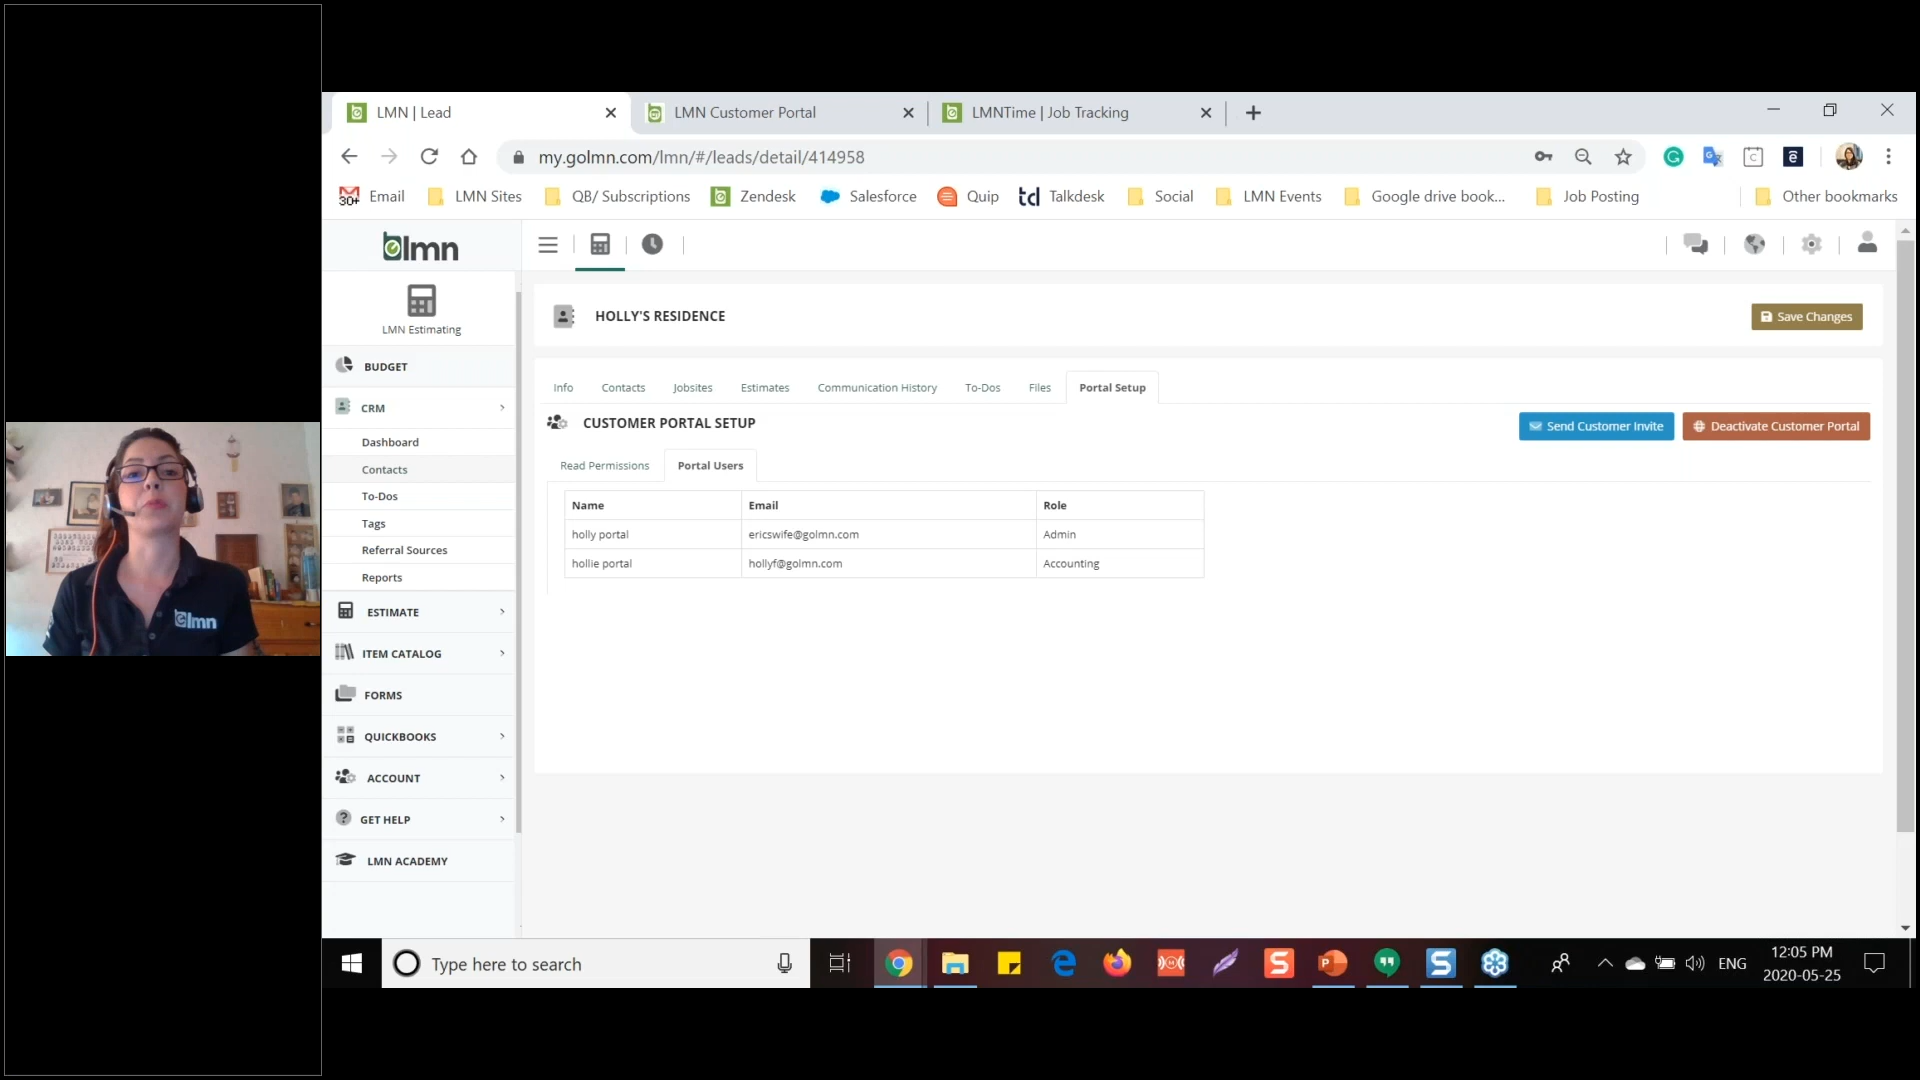 LMN | Lead
LMN Customer Portal
LMNTime | Job Tracking
my.golmn.com/lmn/#/leads/detail/414958
30+ Email
LMN Sites
QB/ Subscriptions
Zendesk
Salesforce
Quip
td Talkdesk
Social
LMN Events
Google drive book...
Job Posting
Other bookmarks
lmn
LMN Estimating
BUDGET
CRM
Dashboard
Contacts
To-Dos
Tags
Referral Sources
Reports
ESTIMATE
ITEM CATALOG
FORMS
QUICKBOOKS
ACCOUNT
GET HELP
LMN ACADEMY
HOLLY'S RESIDENCE
Save Changes
Info Contacts Jobsites Estimates Communication History To-Dos Files Portal Setup
CUSTOMER PORTAL SETUP
Send Customer Invite
Deactivate Customer Portal
Read Permissions Portal Users
Name Email Role
holly portal ericswife@golmn.com Admin
hollie portal hollyf@golmn.com Accounting
lmn
Type here to search
ENG
12:05 PM
2020-05-25